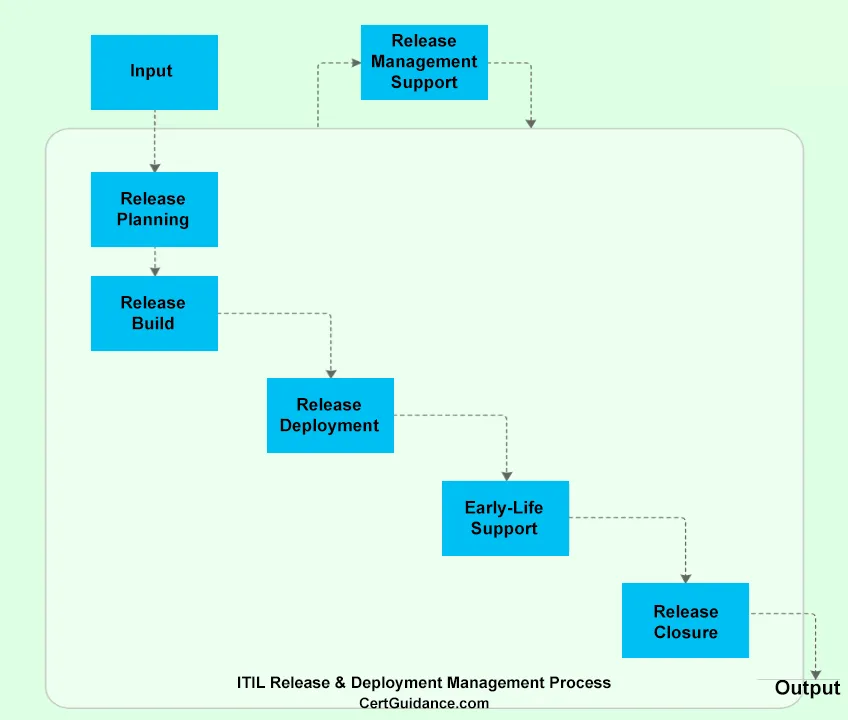 Input
Release
Management
Support
Release
Planning
Release
Build
Release
Deployment
Early-Life
Support
Release
Closure
Output
ITIL Release & Deployment Management Process
CertGuidance.com